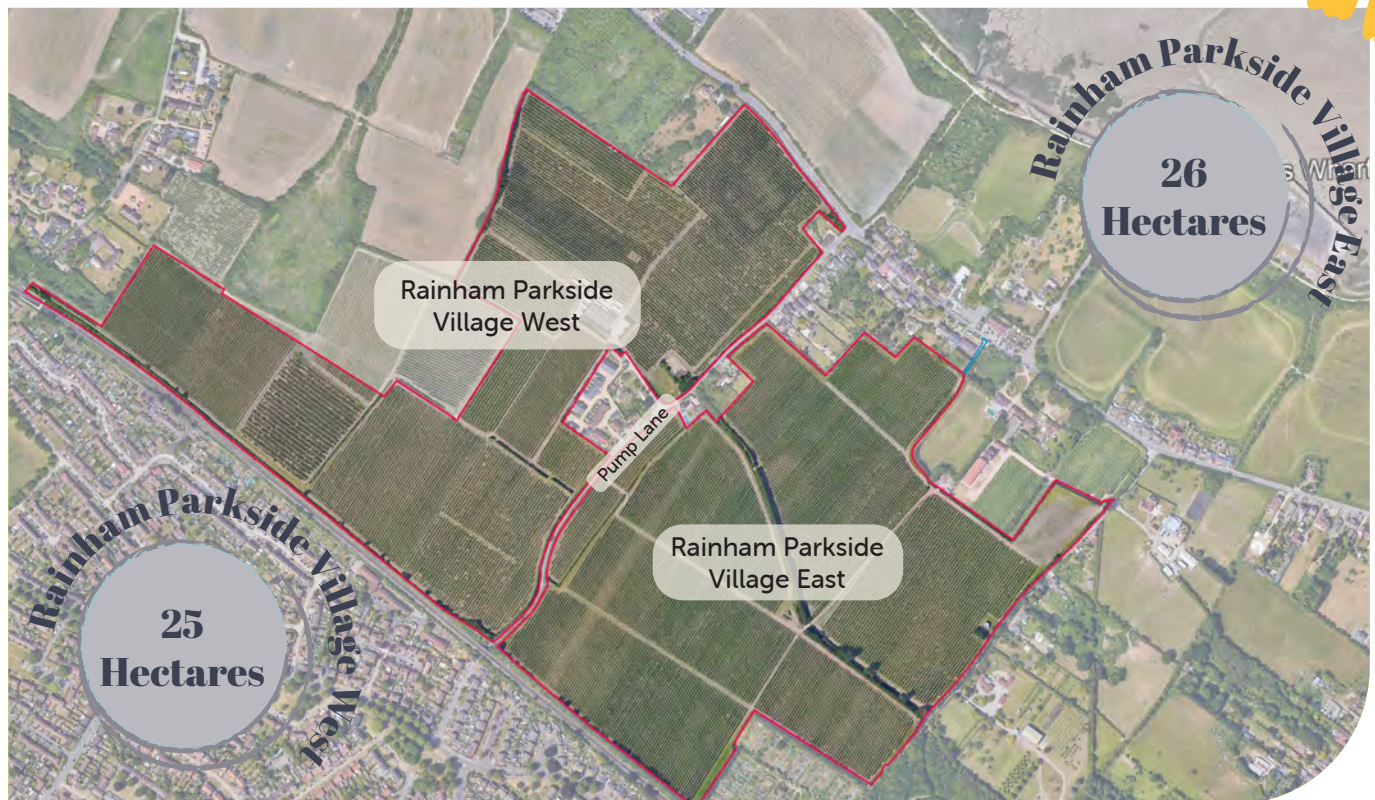 Rainham Parkside Village East
26
Hectares
s Wharf
Rainham Parkside
Village West
Pump Lane
Rainham Parkside
Village East
Rainham Parkside Village West
25
Hectares